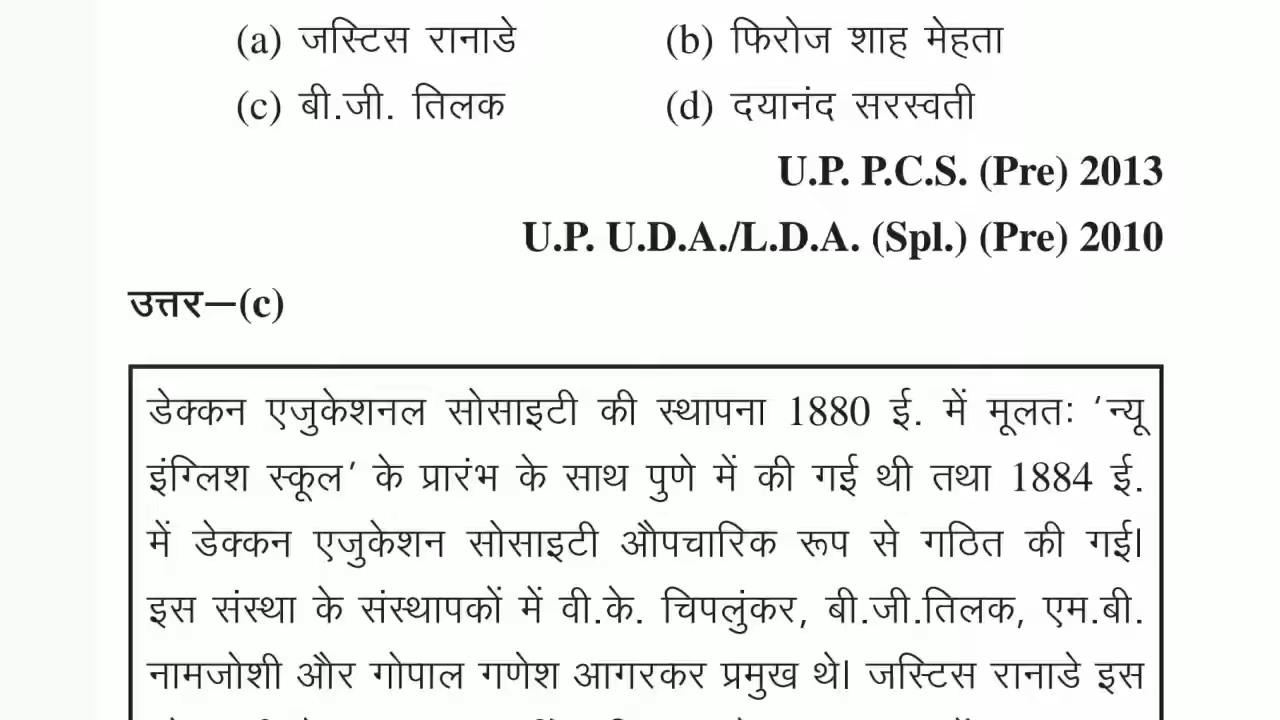 (a) जस्टिस रानाडे (b) फिरोज शाह मेहता
(c) बी.जी. तिलक (d) दयानंद सरस्वती
U.P. P.C.S. (Pre) 2013
U.P. U.D.A./L.D.A. (Spl.) (Pre) 2010
उत्तर—(c)
डेक्कन एजुकेशनल सोसाइटी की स्थापना 1880 ई. में मूलतः ‘न्यू
इंग्लिश स्कूल’ के प्रारंभ के साथ पुणे में की गई थी तथा 1884 ई.
में डेक्कन एजुकेशन सोसाइटी औपचारिक रूप से गठित की गई।
इस संस्था के संस्थापकों में वी.के. चिपलुंकर, बी.जी.तिलक, एम.बी.
नामजोशी और गोपाल गणेश आगरकर प्रमुख थे। जस्टिस रानाडे इस